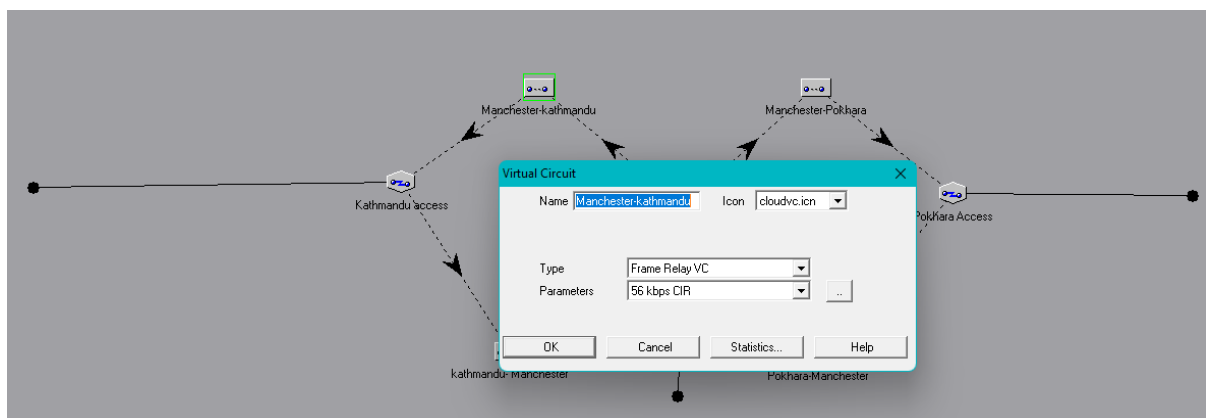 Manchester-kathmandu
Manchester-Pokhara
Virtual Circuit
Name Manchester-kathmandu Icon cloudvc.icn
Kathmandu access
Pokhara Access
Type Frame Relay VC
Parameters 56 kbps CIR ..
OK Cancel Statistics... Help
kathmandu- Manchester
Pokhara-Manchester